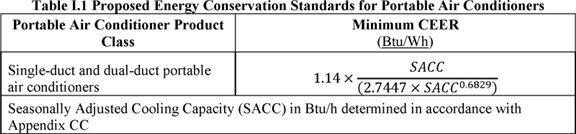 Table I.1 Proposed Energy Conservation Standards for Portable Air Conditioners
Portable Air Conditioner Product
Class
Minimum CEER
(Btu/Wh)
Single-duct and dual-duct portable
air conditioners
1.14 × SACC / (2.7447 × SACC^0.6829)
Seasonally Adjusted Cooling Capacity (SACC) in Btu/h determined in accordance with
Appendix CC